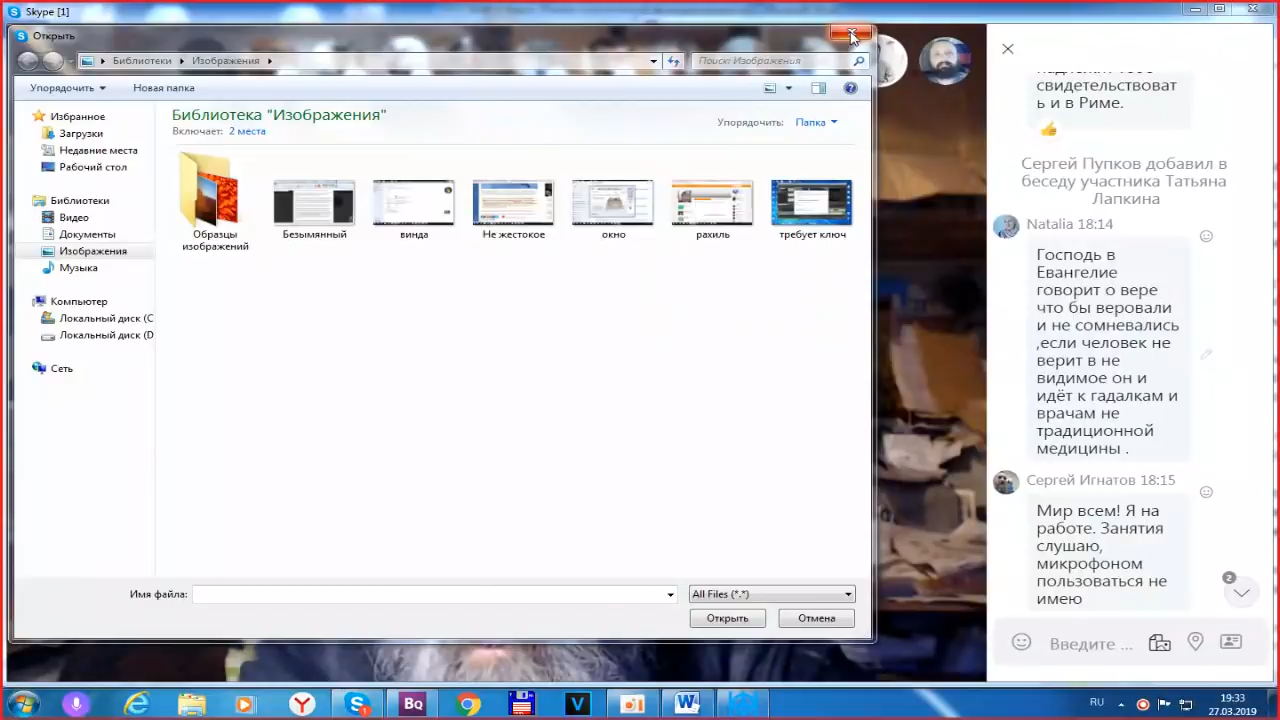 Skype [1]
Открыть
Библиотеки
Изображения
Поиск: Изображения
Упорядочить
Новая папка
Избранное
Загрузки
Недавние места
Рабочий стол
Библиотеки
Видео
Документы
Изображения
Музыка
Компьютер
Локальный диск (C
Локальный диск (D
Сеть
Библиотека "Изображения"
Включает: 2 места
Упорядочить: Папка
Образцы
изображений
Безымянный
винда
Не жестокое
окно
рахиль
требует ключ
Имя файла:
All Files (*.*)
Открыть
Отмена
свидетельствоват
ь и в Риме.
Сергей Пупков добавил в
беседу участника Татьяна
Лапкина
Natalia 18:14
Господь в
Евангелие
говорит о вере
что бы веровали
и не сомневались
,если человек не
верит в не
видимое он и
идёт к гадалкам и
врачам не
традиционной
медицины .
Сергей Игнатов 18:15
Мир всем! Я на
работе. Занятия
слушаю,
микрофоном
пользоваться не
имею
2
Введите ...
RU
19:33
27.03.2019